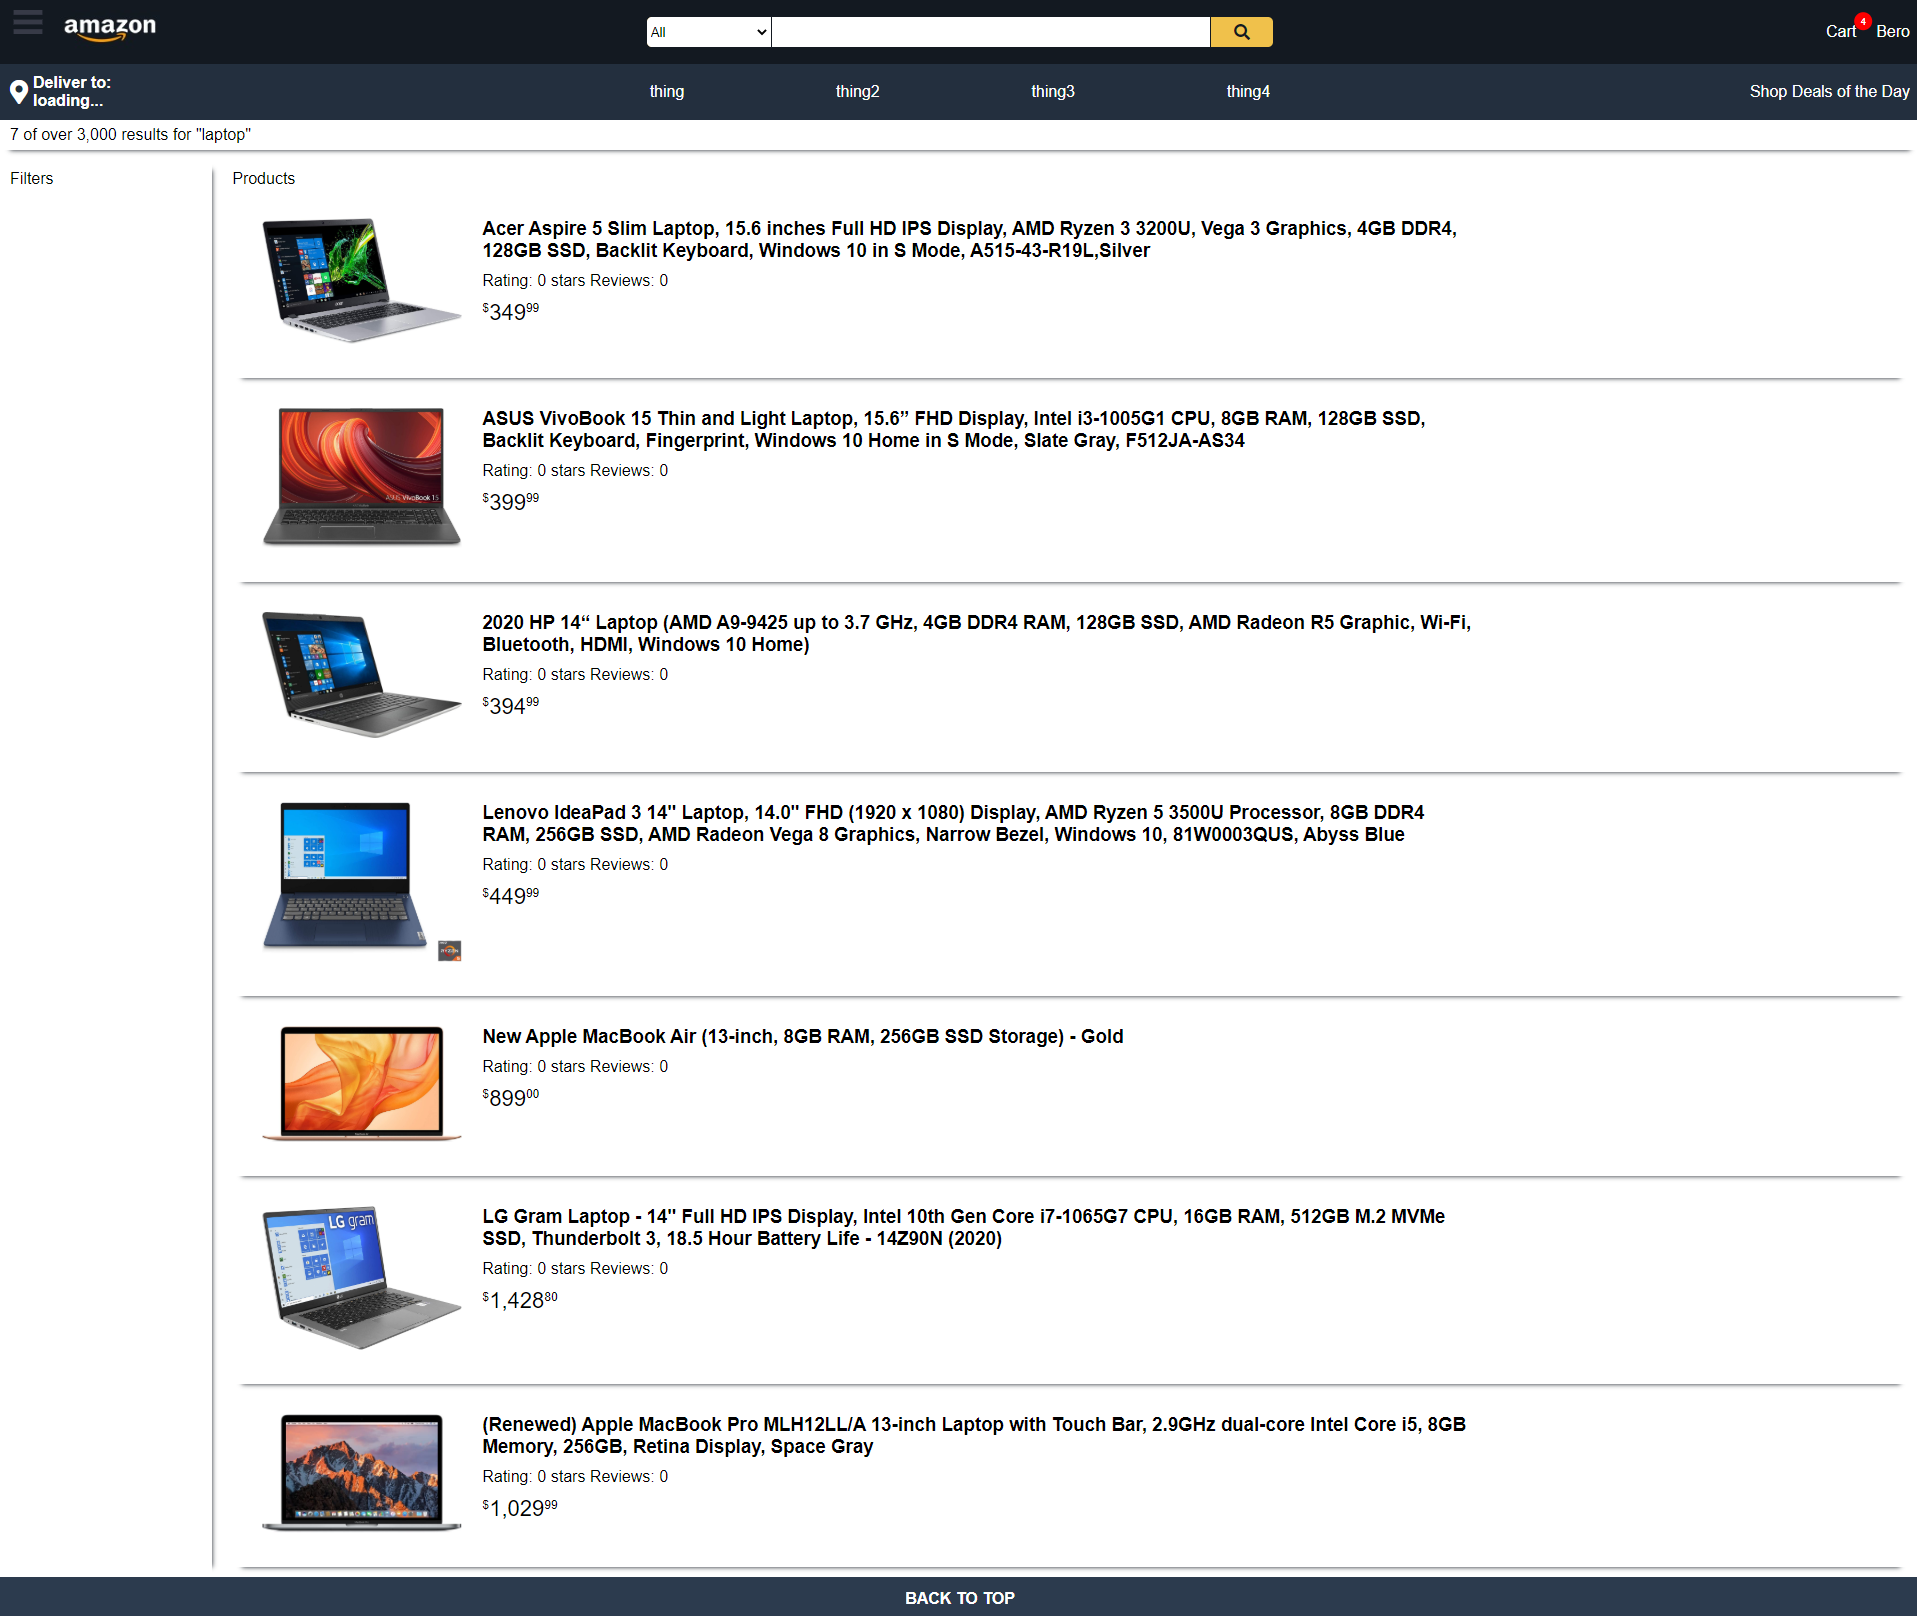 amazon
All
Cart 4 Bero
Deliver to:
loading...
thing thing2 thing3 thing4 Shop Deals of the Day
7 of over 3,000 results for "laptop"
Filters
Products
Acer Aspire 5 Slim Laptop, 15.6 inches Full HD IPS Display, AMD Ryzen 3 3200U, Vega 3 Graphics, 4GB DDR4,
128GB SSD, Backlit Keyboard, Windows 10 in S Mode, A515-43-R19L,Silver
Rating: 0 stars Reviews: 0
$349 99
ASUS VivoBook 15
ASUS VivoBook 15 Thin and Light Laptop, 15.6” FHD Display, Intel i3-1005G1 CPU, 8GB RAM, 128GB SSD,
Backlit Keyboard, Fingerprint, Windows 10 Home in S Mode, Slate Gray, F512JA-AS34
Rating: 0 stars Reviews: 0
$399 99
2020 HP 14“ Laptop (AMD A9-9425 up to 3.7 GHz, 4GB DDR4 RAM, 128GB SSD, AMD Radeon R5 Graphic, Wi-Fi,
Bluetooth, HDMI, Windows 10 Home)
Rating: 0 stars Reviews: 0
$394 99
Lenovo IdeaPad 3 14" Laptop, 14.0" FHD (1920 x 1080) Display, AMD Ryzen 5 3500U Processor, 8GB DDR4
RAM, 256GB SSD, AMD Radeon Vega 8 Graphics, Narrow Bezel, Windows 10, 81W0003QUS, Abyss Blue
Rating: 0 stars Reviews: 0
$449 99
New Apple MacBook Air (13-inch, 8GB RAM, 256GB SSD Storage) - Gold
Rating: 0 stars Reviews: 0
$899 00
LG gram
LG Gram Laptop - 14" Full HD IPS Display, Intel 10th Gen Core i7-1065G7 CPU, 16GB RAM, 512GB M.2 MVMe
SSD, Thunderbolt 3, 18.5 Hour Battery Life - 14Z90N (2020)
Rating: 0 stars Reviews: 0
$1,428 80
(Renewed) Apple MacBook Pro MLH12LL/A 13-inch Laptop with Touch Bar, 2.9GHz dual-core Intel Core i5, 8GB
Memory, 256GB, Retina Display, Space Gray
Rating: 0 stars Reviews: 0
$1,029 99
BACK TO TOP